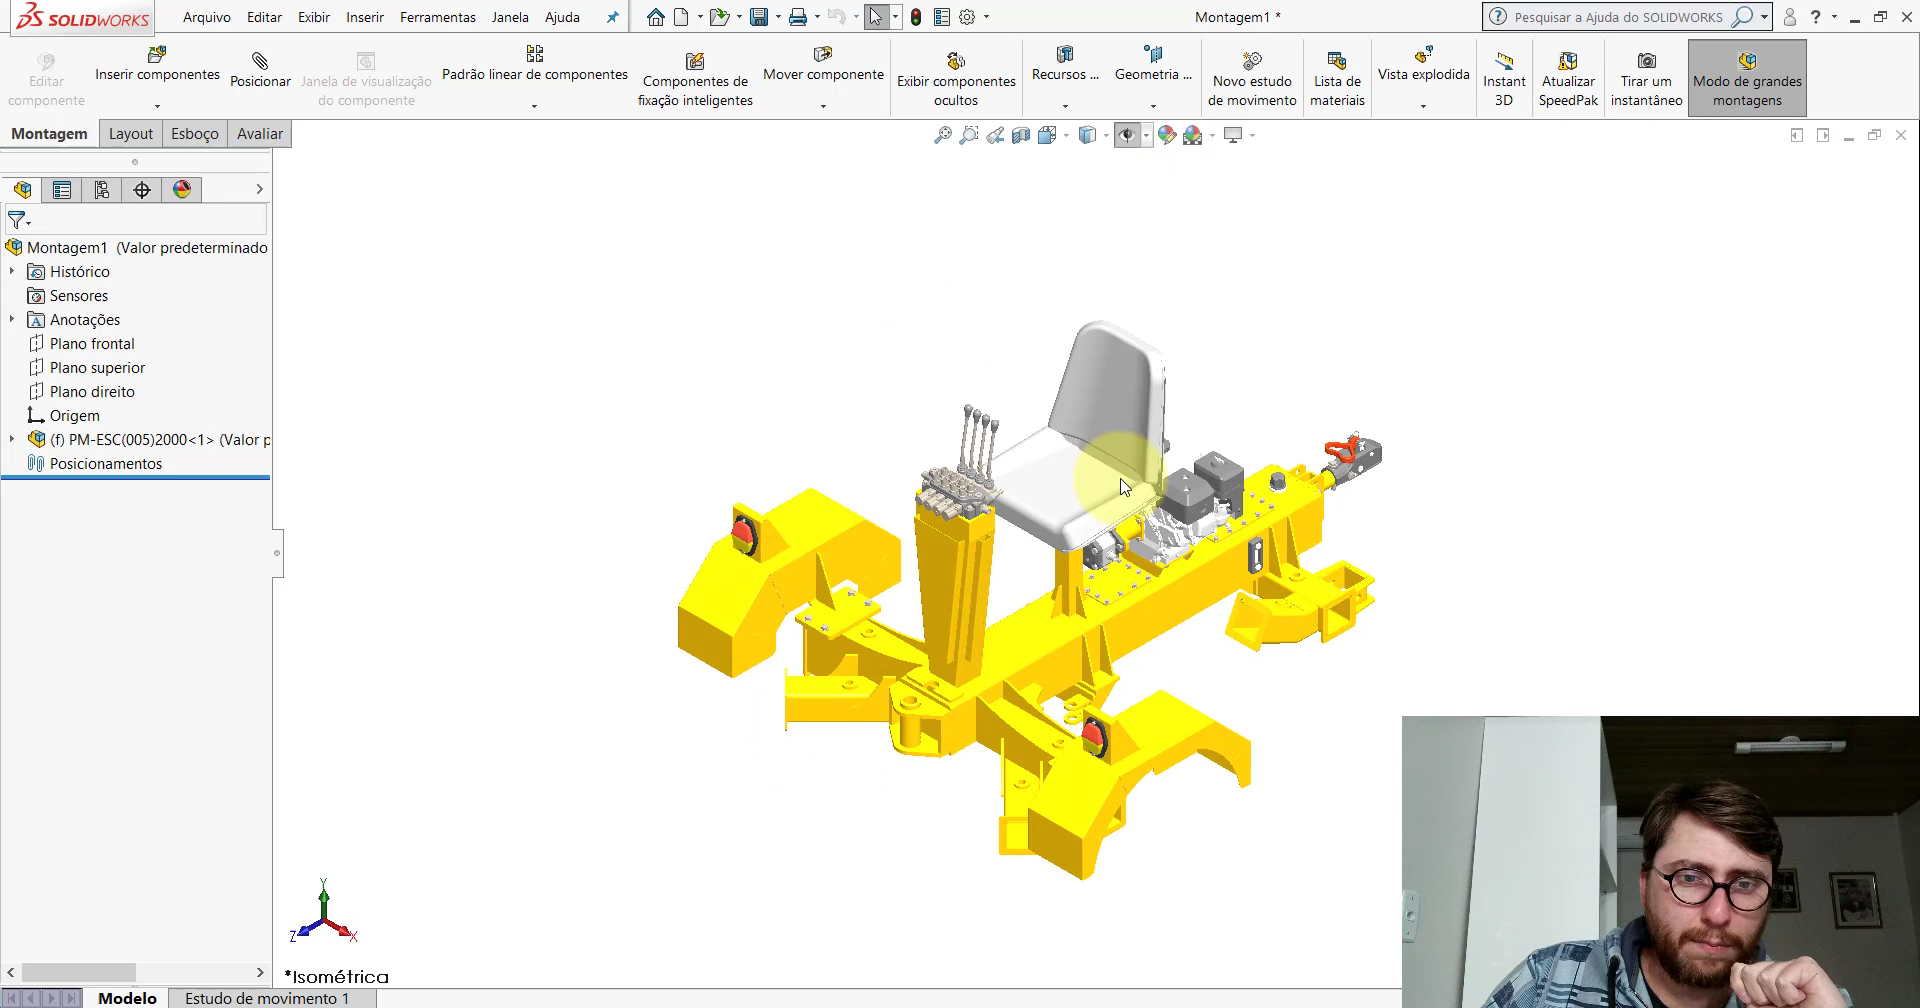 SOLIDWORKS
Arquivo Editar Exibir Inserir Ferramentas Janela Ajuda
Montagem1 *
Pesquisar a Ajuda do SOLIDWORKS
?
Editar componente
Inserir componentes
Posicionar
Janela de visualização do componente
Padrão linear de componentes
Componentes de fixação inteligentes
Mover componente
Exibir componentes ocultos
Recursos ...
Geometria ...
Novo estudo de movimento
Lista de materiais
Vista explodida
Instant 3D
Atualizar SpeedPak
Tirar um instantâneo
Modo de grandes montagens
Montagem Layout Esboço Avaliar
Montagem1 (Valor predeterminado
Histórico
Sensores
Anotações
Plano frontal
Plano superior
Plano direito
Origem
(f) PM-ESC(005)2000<1> (Valor p
Posicionamentos
Y
Z X
*Isométrica
Modelo Estudo de movimento 1